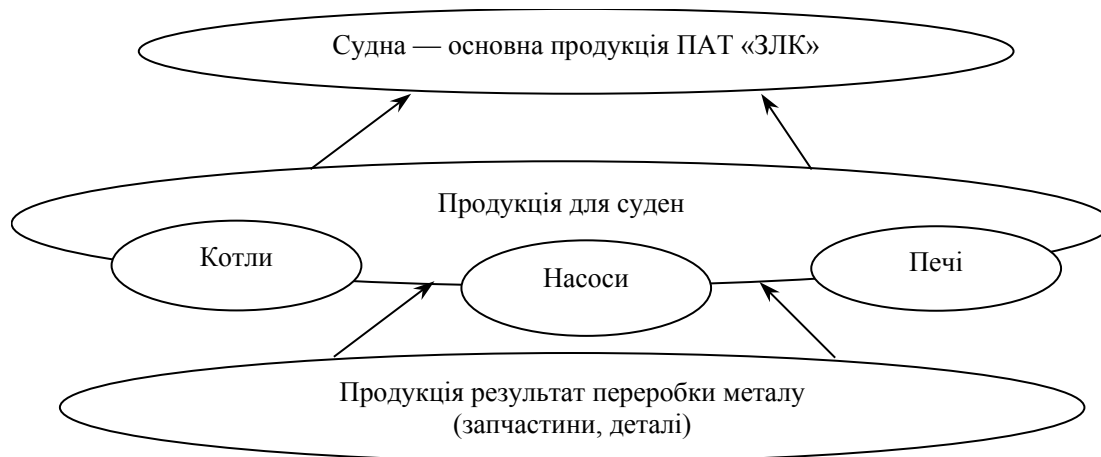 Судна — основна продукція ПАТ «ЗЛК»
Продукція для суден
Котли
Насоси
Печі
Продукція результат переробки металу
(запчастини, деталі)